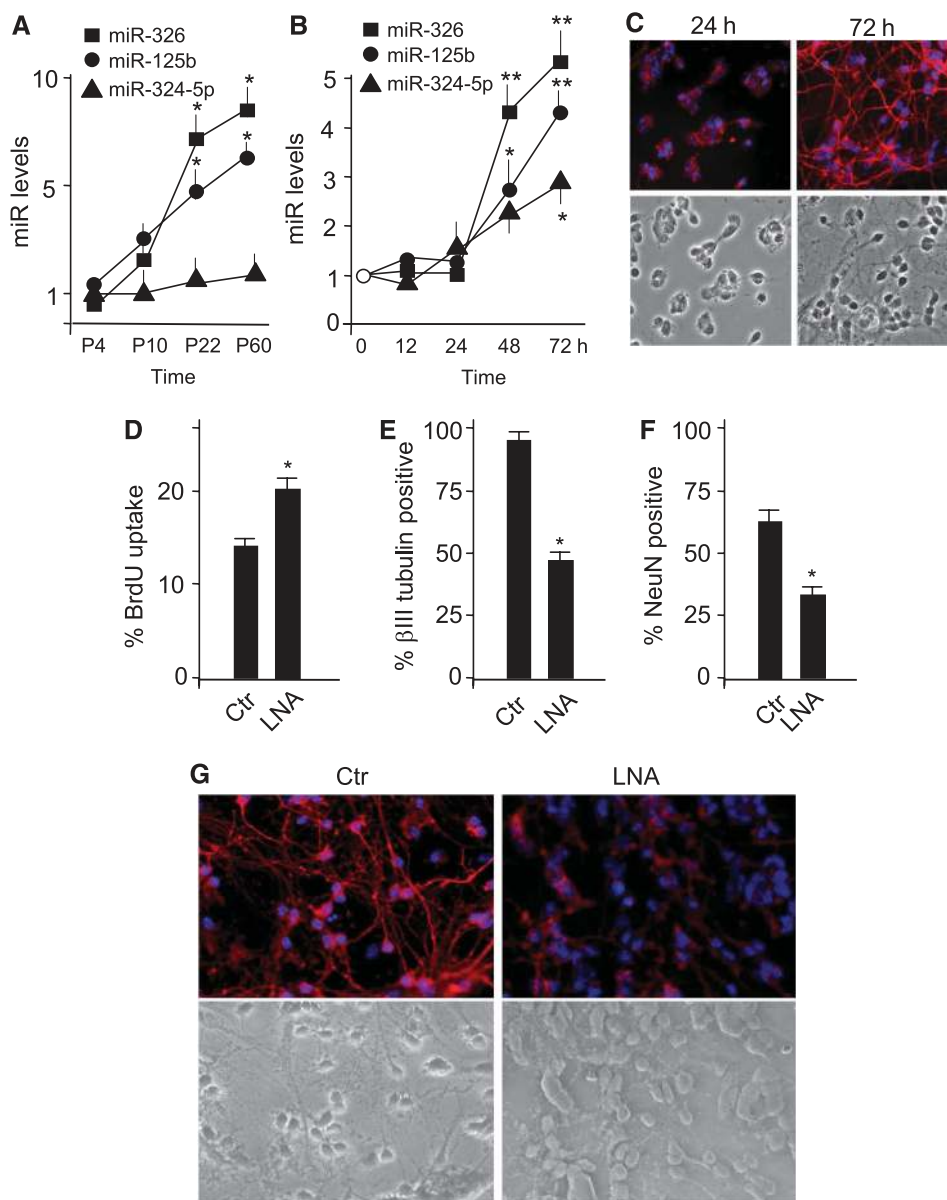 A
miR-326
miR-125b
miR-324-5p
10
5
1
miR levels
* * * *
P4 P10 P22 P60
Time
B
miR-326
miR-125b
miR-324-5p
5
4
3
2
1
0
miR levels
** ** ** * *
0 12 24 48 72 h
Time
C
24 h 72 h
D
% BrdU uptake
20
10
0
*
Ctr LNA
E
% βIII tubulin positive
100
75
50
25
0
*
Ctr LNA
F
% NeuN positive
100
75
50
25
0
*
Ctr LNA
G
Ctr LNA